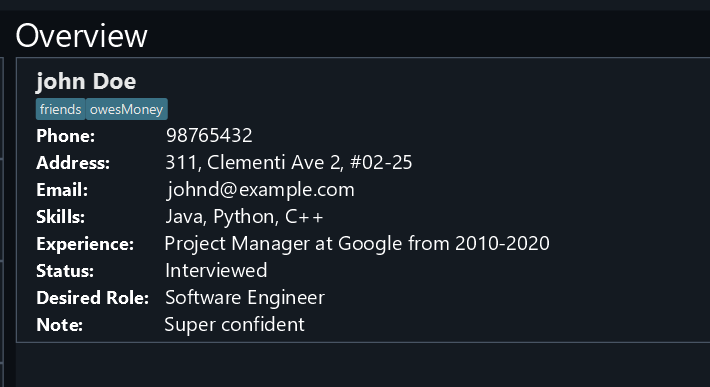 Overview
john Doe
friends owesMoney
Phone: 98765432
Address: 311, Clementi Ave 2, #02-25
Email: johnd@example.com
Skills: Java, Python, C++
Experience: Project Manager at Google from 2010-2020
Status: Interviewed
Desired Role: Software Engineer
Note: Super confident